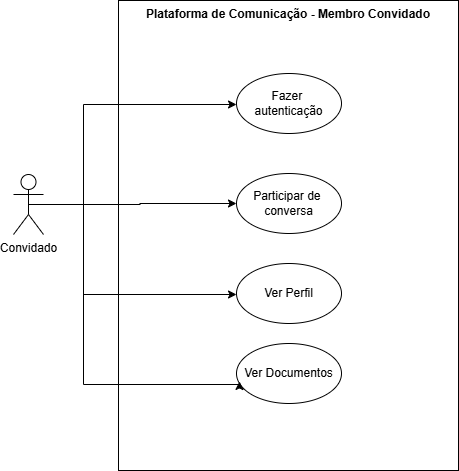 Plataforma de Comunicação - Membro Convidado
Fazer
autenticação
Participar de
conversa
Convidado
Ver Perfil
Ver Documentos